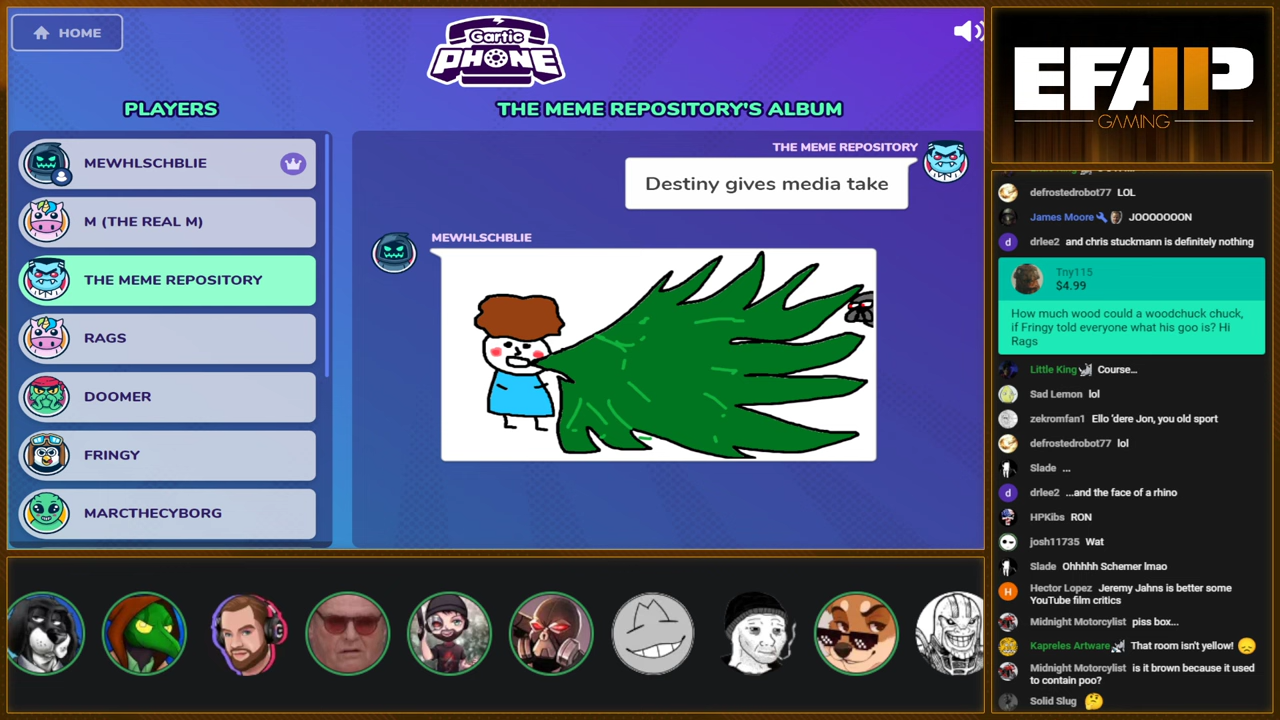 HOME
Gartic
PHONE
PLAYERS
THE MEME REPOSITORY'S ALBUM
MEWHLSCHBLIE
M (THE REAL M)
THE MEME REPOSITORY
RAGS
DOOMER
FRINGY
MARCTHECYBORG
THE MEME REPOSITORY
Destiny gives media take
MEWHLSCHBLIE
EFAP
GAMING
defrostedrobot77 LOL
James Moore JOOOOOOON
drlee2 and chris stuckmann is definitely nothing
Tny115
$4.99
How much wood could a woodchuck chuck,
if Fringy told everyone what his goo is? Hi
Rags
Little King Course...
Sad Lemon lol
zekromfan1 Ello 'dere Jon, you old sport
defrostedrobot77 lol
Slade ...
drlee2 ...and the face of a rhino
HPKibs RON
josh11735 Wat
Slade Ohhhhh Schemer lmao
Hector Lopez Jeremy Jahns is better some
YouTube film critics
Midnight Motorcylist piss box...
Kapreles Artware That room isn't yellow!
Midnight Motorcylist is it brown because it used
to contain poo?
Solid Slug